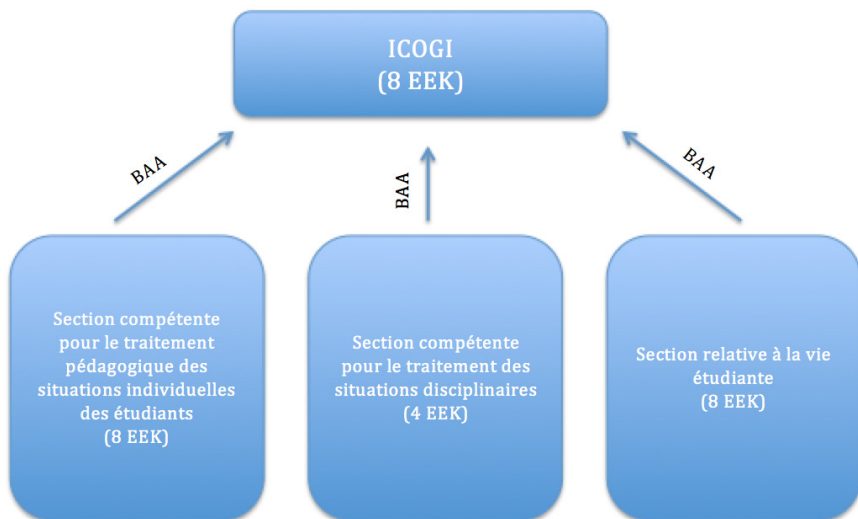 ICOGI
(8 EEK)
BAA
BAA
BAA
Section compétente
pour le traitement
pédagogique des
situations individuelles
des étudiants
(8 EEK)
Section compétente
pour le traitement des
situations disciplinaires
(4 EEK)
Section relative à la vie
étudiante
(8 EEK)